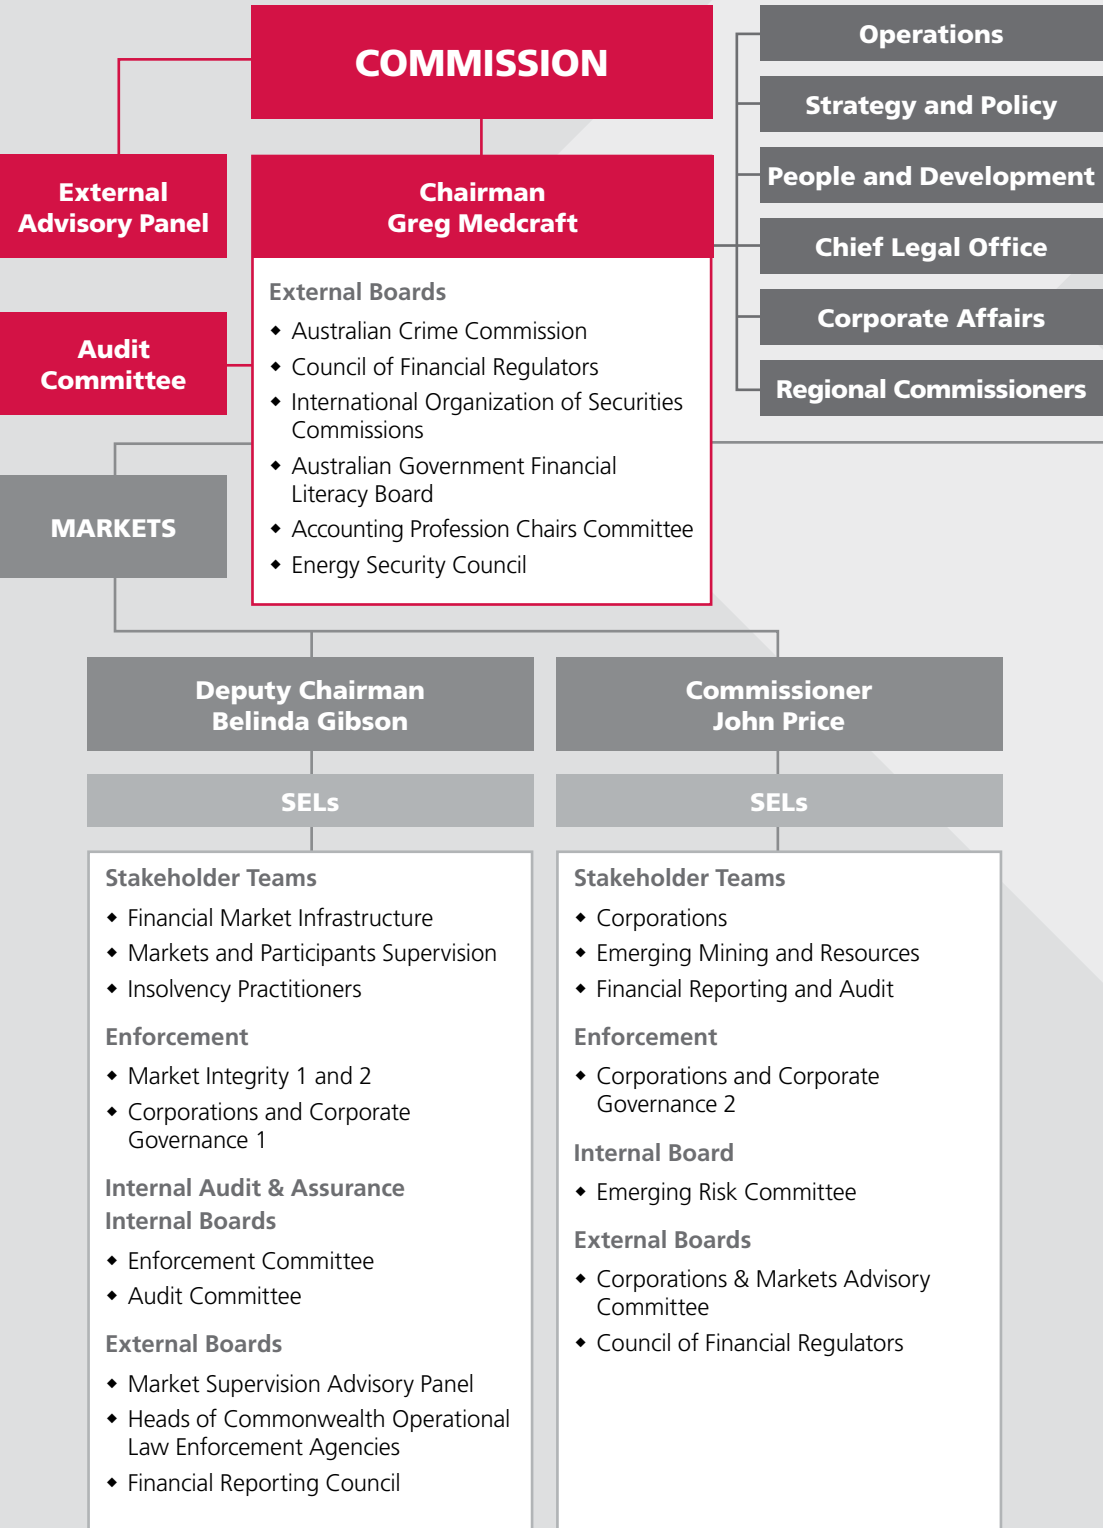 COMMISSION
External
Advisory Panel
Audit
Committee
Chairman
Greg Medcraft
External Boards
◆ Australian Crime Commission
◆ Council of Financial Regulators
◆ International Organization of Securities
Commissions
◆ Australian Government Financial
Literacy Board
◆ Accounting Profession Chairs Committee
◆ Energy Security Council
Operations
Strategy and Policy
People and Development
Chief Legal Office
Corporate Affairs
Regional Commissioners
MARKETS
Deputy Chairman
Belinda Gibson
SELs
Stakeholder Teams
◆ Financial Market Infrastructure
◆ Markets and Participants Supervision
◆ Insolvency Practitioners
Enforcement
◆ Market Integrity 1 and 2
◆ Corporations and Corporate
Governance 1
Internal Audit & Assurance
Internal Boards
◆ Enforcement Committee
◆ Audit Committee
External Boards
◆ Market Supervision Advisory Panel
◆ Heads of Commonwealth Operational
Law Enforcement Agencies
◆ Financial Reporting Council
Commissioner
John Price
SELs
Stakeholder Teams
◆ Corporations
◆ Emerging Mining and Resources
◆ Financial Reporting and Audit
Enforcement
◆ Corporations and Corporate
Governance 2
Internal Board
◆ Emerging Risk Committee
External Boards
◆ Corporations & Markets Advisory
Committee
◆ Council of Financial Regulators